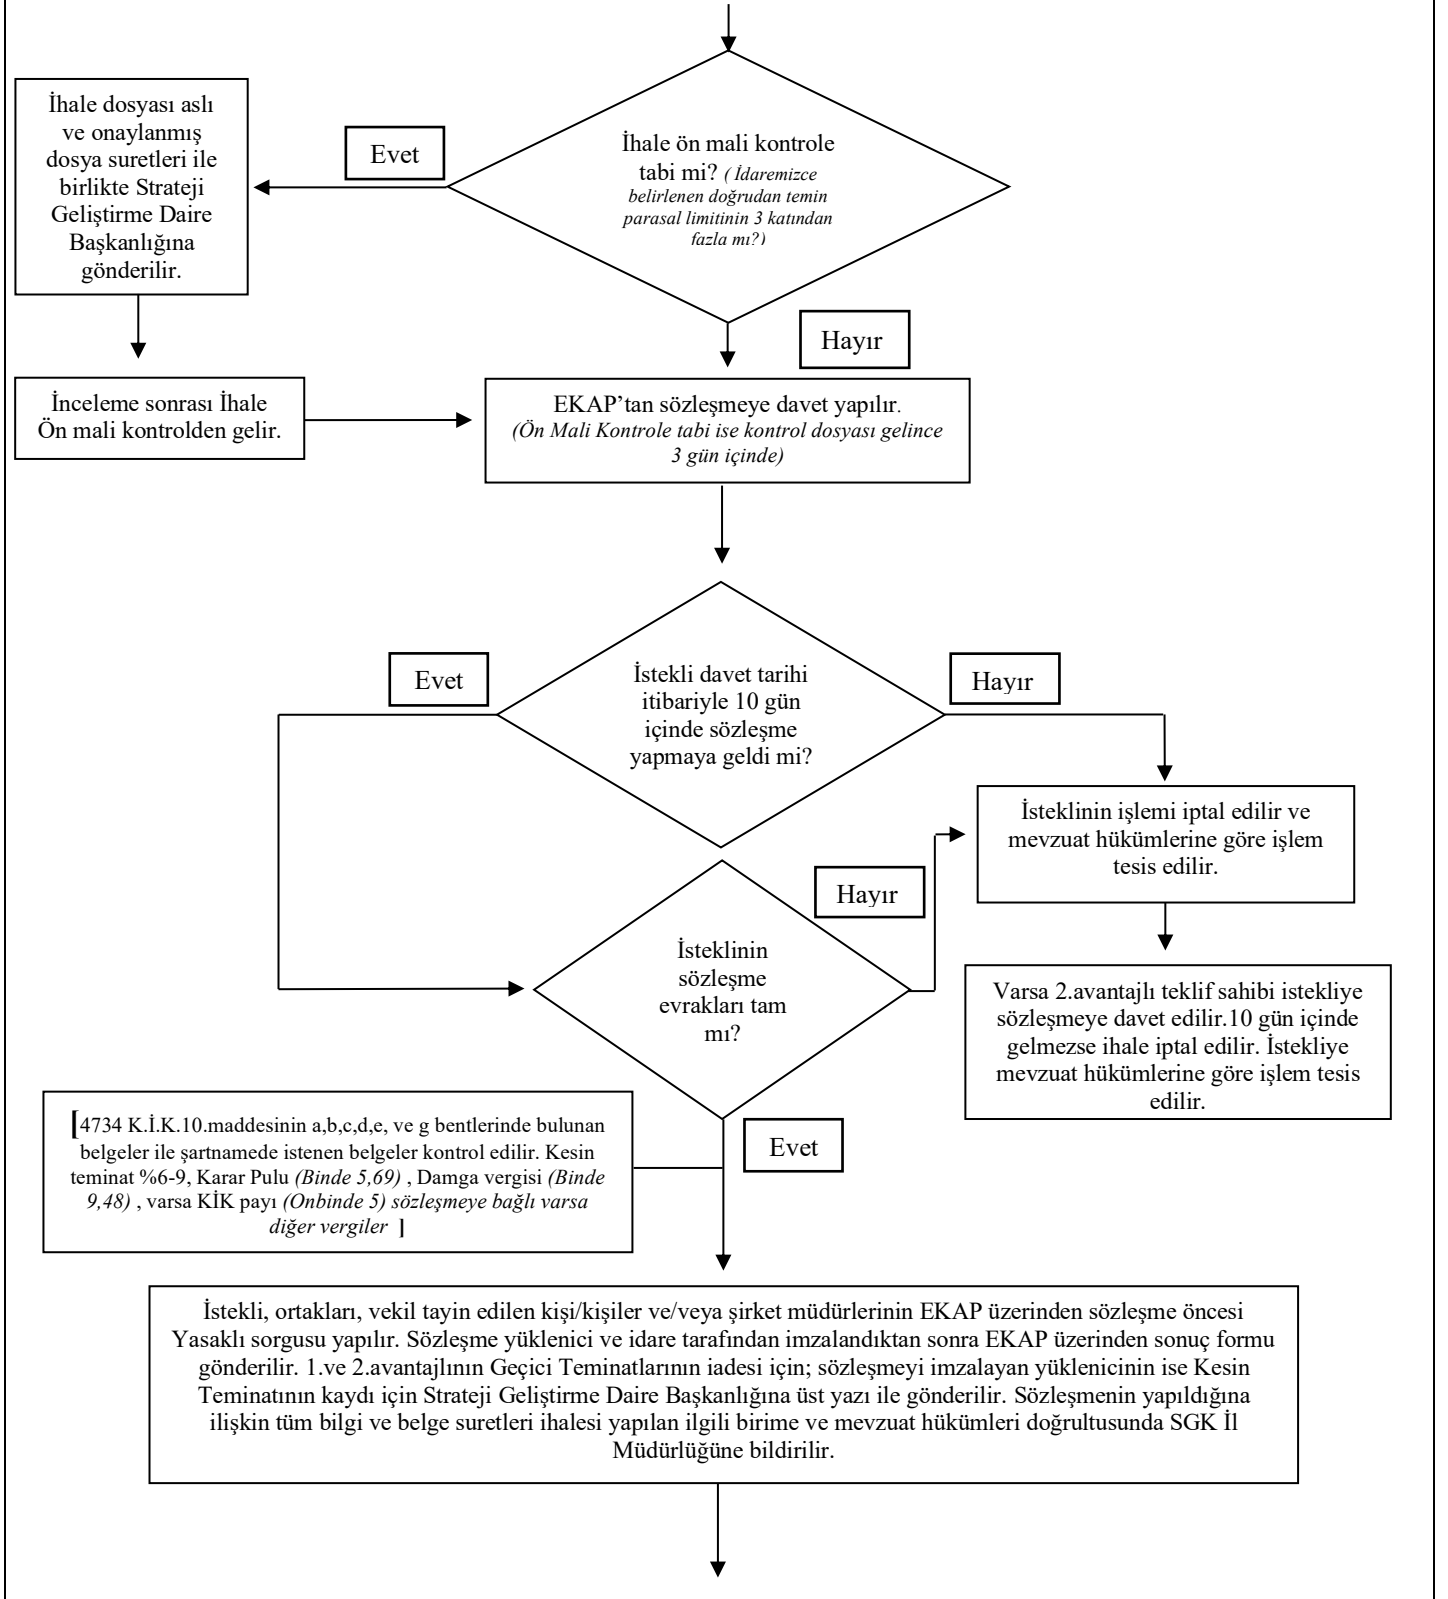 İhale dosyası aslı
ve onaylanmış
dosya suretleri ile
birlikte Strateji
Geliştirme Daire
Başkanlığına
gönderilir.
Evet
İhale ön mali kontrole
tabi mi? ( İdaremizce
belirlenen doğrudan temin
parasal limitinin 3 katından
fazla mı?)
Hayır
İnceleme sonrası İhale
Ön mali kontrolden gelir.
EKAP’tan sözleşmeye davet yapılır.
(Ön Mali Kontrole tabi ise kontrol dosyası gelince
3 gün içinde)
Evet
İstekli davet tarihi
itibariyle 10 gün
içinde sözleşme
yapmaya geldi mi?
Hayır
İsteklinin işlemi iptal edilir ve
mevzuat hükümlerine göre işlem
tesis edilir.
Hayır
İsteklinin
sözleşme
evrakları tam
mı?
Varsa 2.avantajlı teklif sahibi istekliye
sözleşmeye davet edilir.10 gün içinde
gelmezse ihale iptal edilir. İstekliye
mevzuat hükümlerine göre işlem tesis
edilir.
[4734 K.İ.K.10.maddesinin a,b,c,d,e, ve g bentlerinde bulunan
belgeler ile şartnamede istenen belgeler kontrol edilir. Kesin
teminat %6-9, Karar Pulu (Binde 5,69) , Damga vergisi (Binde
9,48) , varsa KİK payı (Onbinde 5) sözleşmeye bağlı varsa
diğer vergiler ]
Evet
İstekli, ortakları, vekil tayin edilen kişi/kişiler ve/veya şirket müdürlerinin EKAP üzerinden sözleşme öncesi
Yasaklı sorgusu yapılır. Sözleşme yüklenici ve idare tarafından imzalandıktan sonra EKAP üzerinden sonuç formu
gönderilir. 1.ve 2.avantajlının Geçici Teminatlarının iadesi için; sözleşmeyi imzalayan yüklenicinin ise Kesin
Teminatının kaydı için Strateji Geliştirme Daire Başkanlığına üst yazı ile gönderilir. Sözleşmenin yapıldığına
ilişkin tüm bilgi ve belge suretleri ihalesi yapılan ilgili birime ve mevzuat hükümleri doğrultusunda SGK İl
Müdürlüğüne bildirilir.